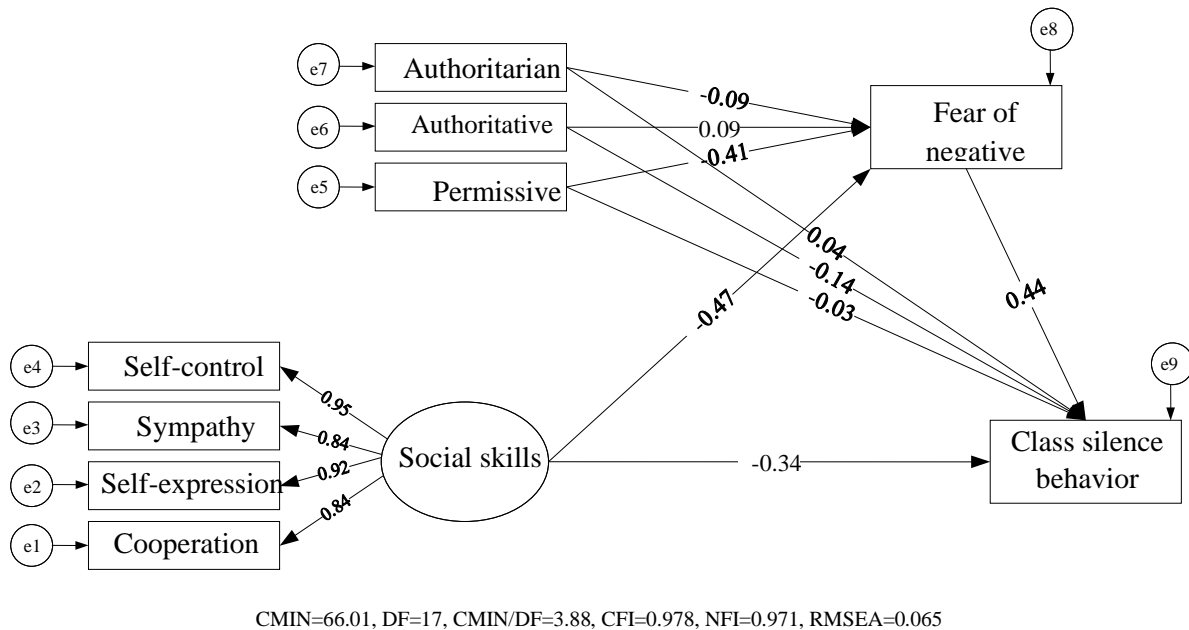 e8
e7
Authoritarian
-0.09
Fear of
negative
e6
Authoritative
0.09
e5
Permissive
-0.41
0.04
-0.14
-0.03
-0.47
0.44
e4
Self-control
0.95
e3
Sympathy
0.84
Social skills
-0.34
e9
Class silence
behavior
e2
Self-expression
0.92
e1
Cooperation
0.84
CMIN=66.01, DF=17, CMIN/DF=3.88, CFI=0.978, NFI=0.971, RMSEA=0.065